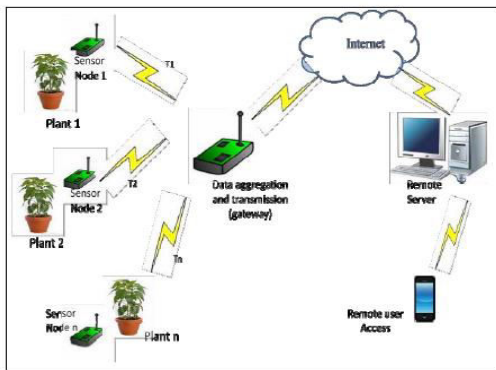 Sensor
Node 1
T1
Plant 1
Internet
Sensor
Node 2
T2
Plant 2
Data aggregation
and transmission
(gateway)
Remote
Server
Tn
Sensor
Node n
Plant n
Remote user
Access